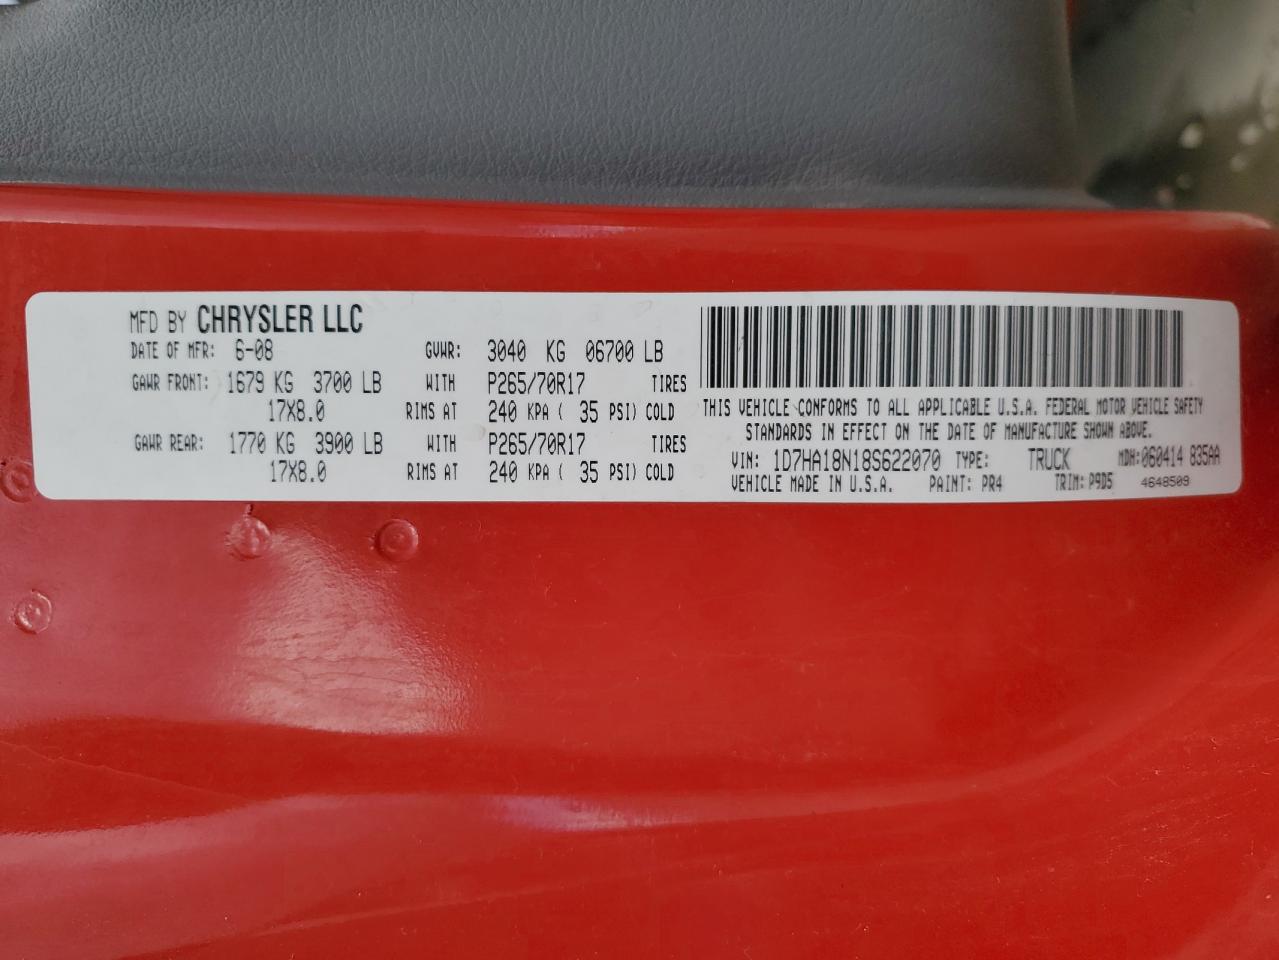 MFD BY CHRYSLER LLC
DATE OF MFR: 6-08 GVWR: 3040 KG 06700 LB
GAWR FRONT: 1679 KG 3700 LB WITH P265/70R17 TIRES
17X8.0 RIMS AT 240 KPA ( 35 PSI) COLD
GAWR REAR: 1770 KG 3900 LB WITH P265/70R17 TIRES
17X8.0 RIMS AT 240 KPA ( 35 PSI) COLD
THIS VEHICLE CONFORMS TO ALL APPLICABLE U.S.A. FEDERAL MOTOR VEHICLE SAFETY
STANDARDS IN EFFECT ON THE DATE OF MANUFACTURE SHOWN ABOVE.
VIN: 1D7HA18N18S622070 TYPE: TRUCK MDH: 060414 835AA
VEHICLE MADE IN U.S.A. PAINT: PR4 TRIM: P9D5 4648509